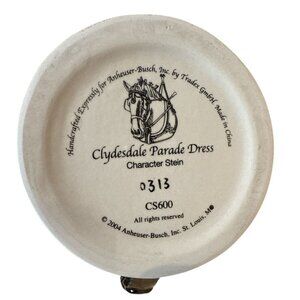 Handcrafted Expressly for Anheuser-Busch, Inc. by Tradex GmbH. Made in China
Clydesdale Parade Dress
Character Stein
0313
CS600
All rights reserved
© 2004 Anheuser-Busch, Inc. St. Louis, MO